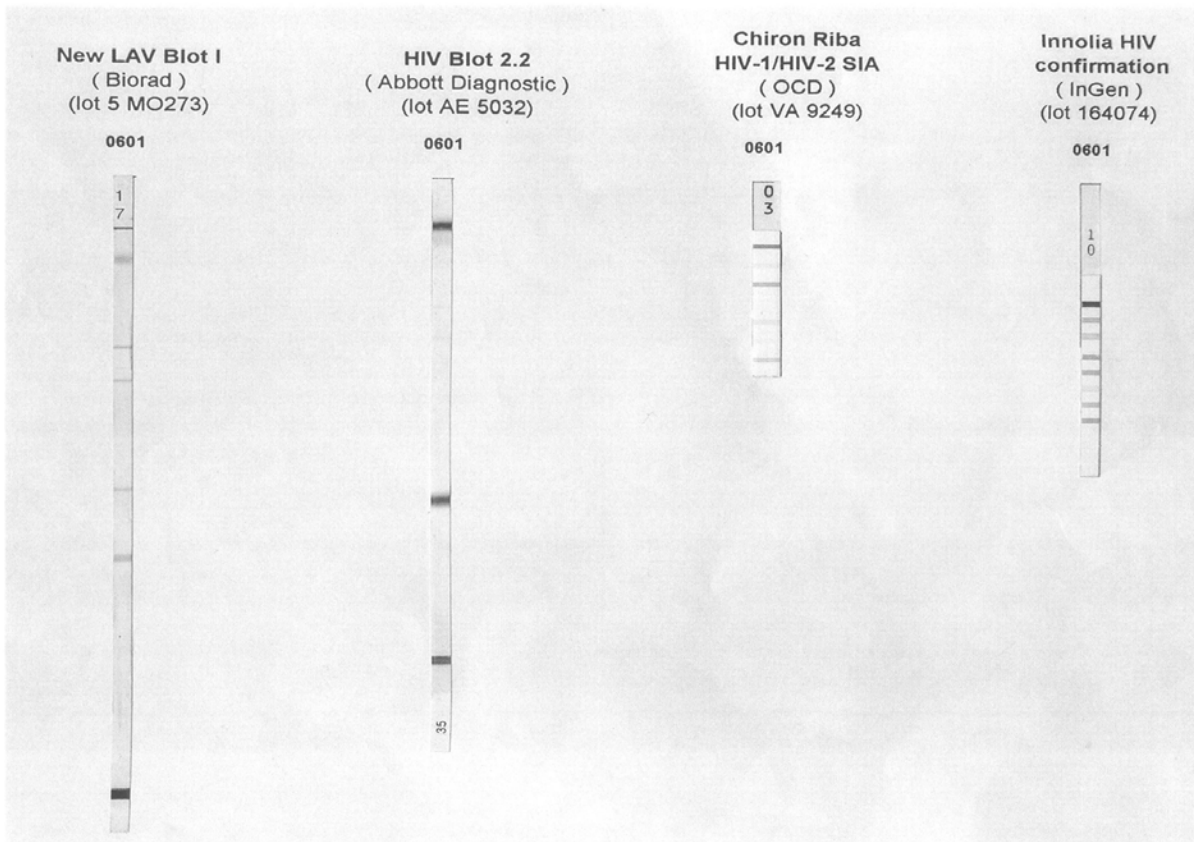 New LAV Blot I
( Biorad )
(lot 5 MO273)
0601
1
7
HIV Blot 2.2
( Abbott Diagnostic )
(lot AE 5032)
0601
35
Chiron Riba
HIV-1/HIV-2 SIA
( OCD )
(lot VA 9249)
0601
0
3
Innolia HIV
confirmation
( InGen )
(lot 164074)
0601
1
0